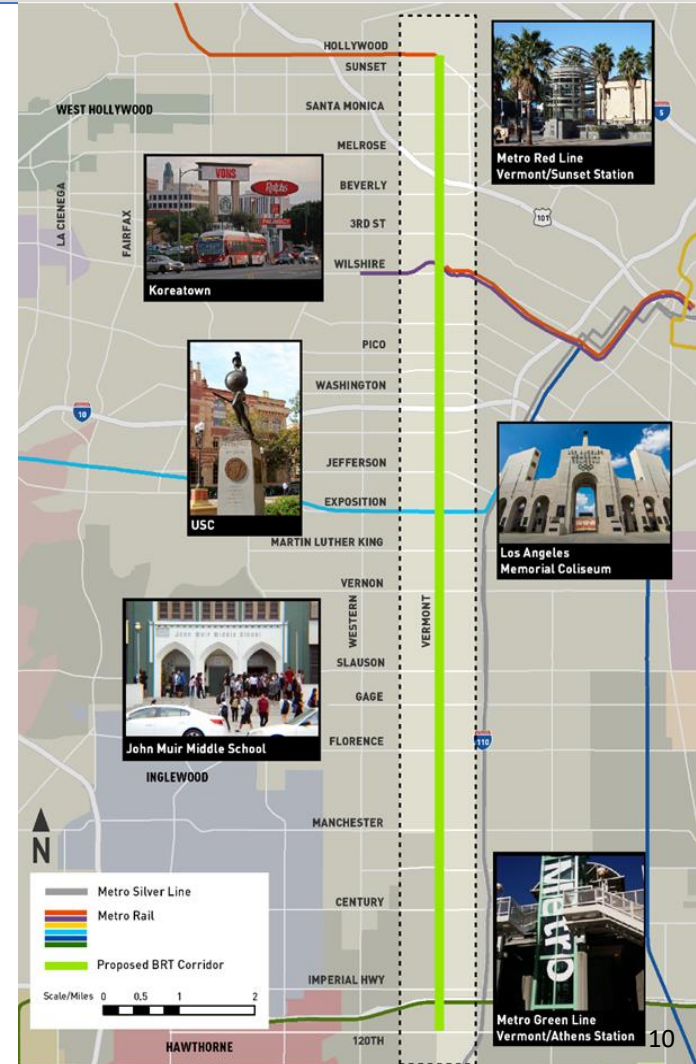 HOLLYWOOD
SUNSET
WEST HOLLYWOOD
SANTA MONICA
5
MELROSE
Metro Red Line
Vermont/Sunset Station
VONS
Ralphs
BEVERLY
LA CIENEGA
FAIRFAX
3RD ST
101
WILSHIRE
Koreatown
PICO
WASHINGTON
10
JEFFERSON
EXPOSITION
USC
MARTIN LUTHER KING
LOS ANGELES
MEMORIAL COLISEUM
Los Angeles
Memorial Coliseum
VERNON
WESTERN
VERMONT
John Muir Middle School
SLAUSON
GAGE
FLORENCE
110
John Muir Middle School
INGLEWOOD
MANCHESTER
N
Metro Silver Line
Metro Rail
Proposed BRT Corridor
Scale/Miles 0 0.5 1 2
CENTURY
Metro
IMPERIAL HWY
Metro Green Line
Vermont/Athens Station
10
120TH
HAWTHORNE